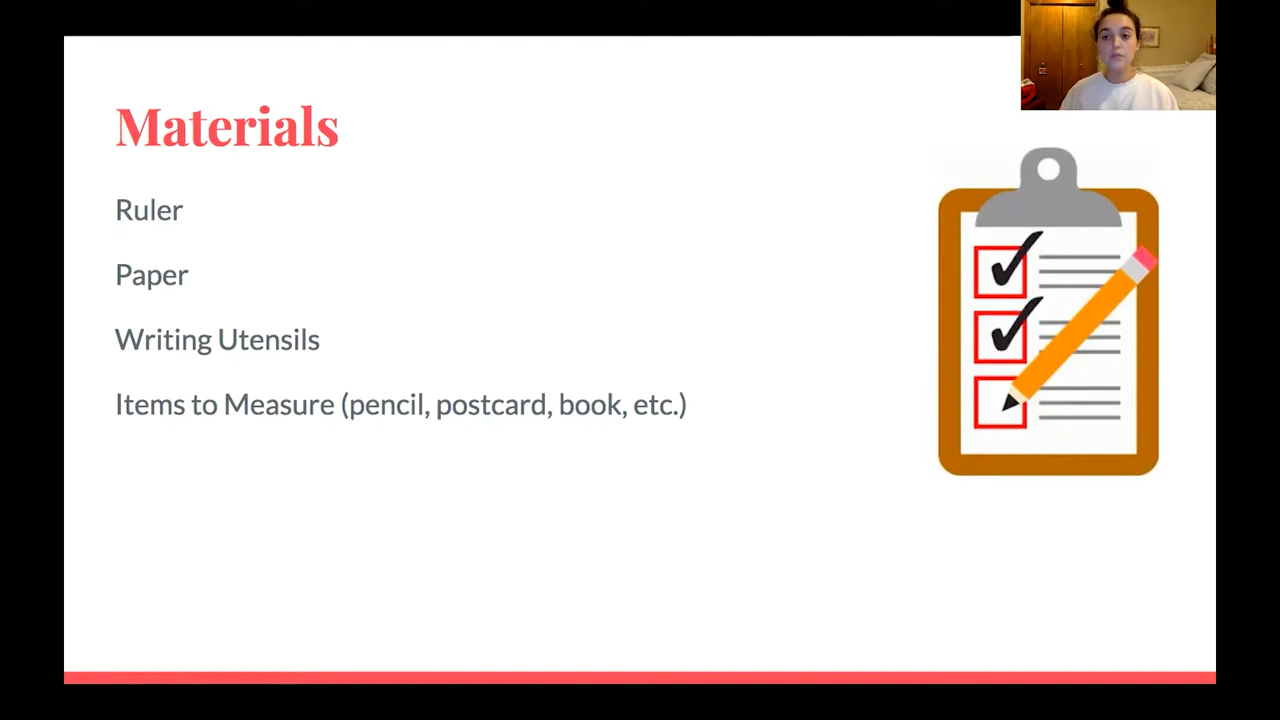 Materials
Ruler
Paper
Writing Utensils
Items to Measure (pencil, postcard, book, etc.)